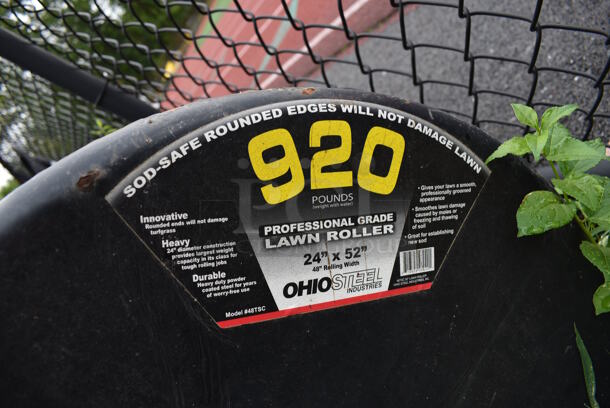 SOD-SAFE ROUNDED EDGES WILL NOT DAMAGE LAWN
920
POUNDS
(weight with water)
PROFESSIONAL GRADE
LAWN ROLLER
24" x 52"
48" Rolling Width
OHIOSTEEL
INDUSTRIES
Innovative
Rounded ends will not damage
turfgrass
Heavy
24" diameter construction
provides largest weight
capacity in its class for
tough rolling jobs
Durable
Heavy duty powder
coated steel for years
of worry-free use
Model #48TSC
• Gives your lawn a smooth,
professionally groomed
appearance
• Smoothes lawn damage
caused by moles or
freezing and thawing
of soil
• Great for establishing
new sod